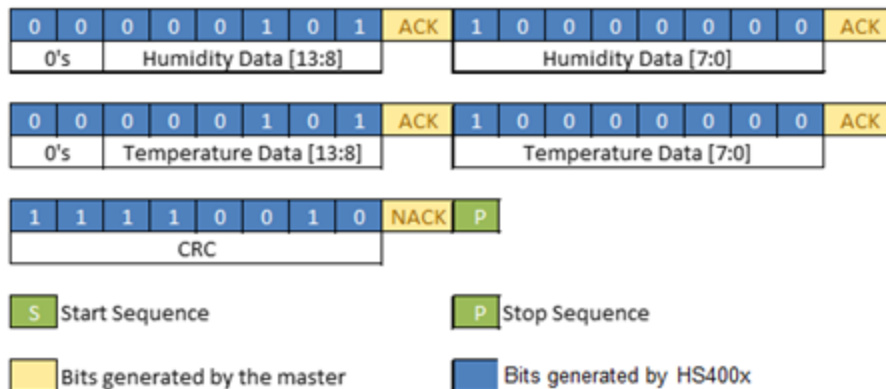 0 0 0 0 0 1 0 1 ACK 1 0 0 0 0 0 0 0 ACK
0's Humidity Data [13:8] Humidity Data [7:0]
0 0 0 0 0 1 0 1 ACK 1 0 0 0 0 0 0 0 ACK
0's Temperature Data [13:8] Temperature Data [7:0]
1 1 1 1 0 0 1 0 NACK P
CRC
S Start Sequence P Stop Sequence
Bits generated by the master Bits generated by HS400x